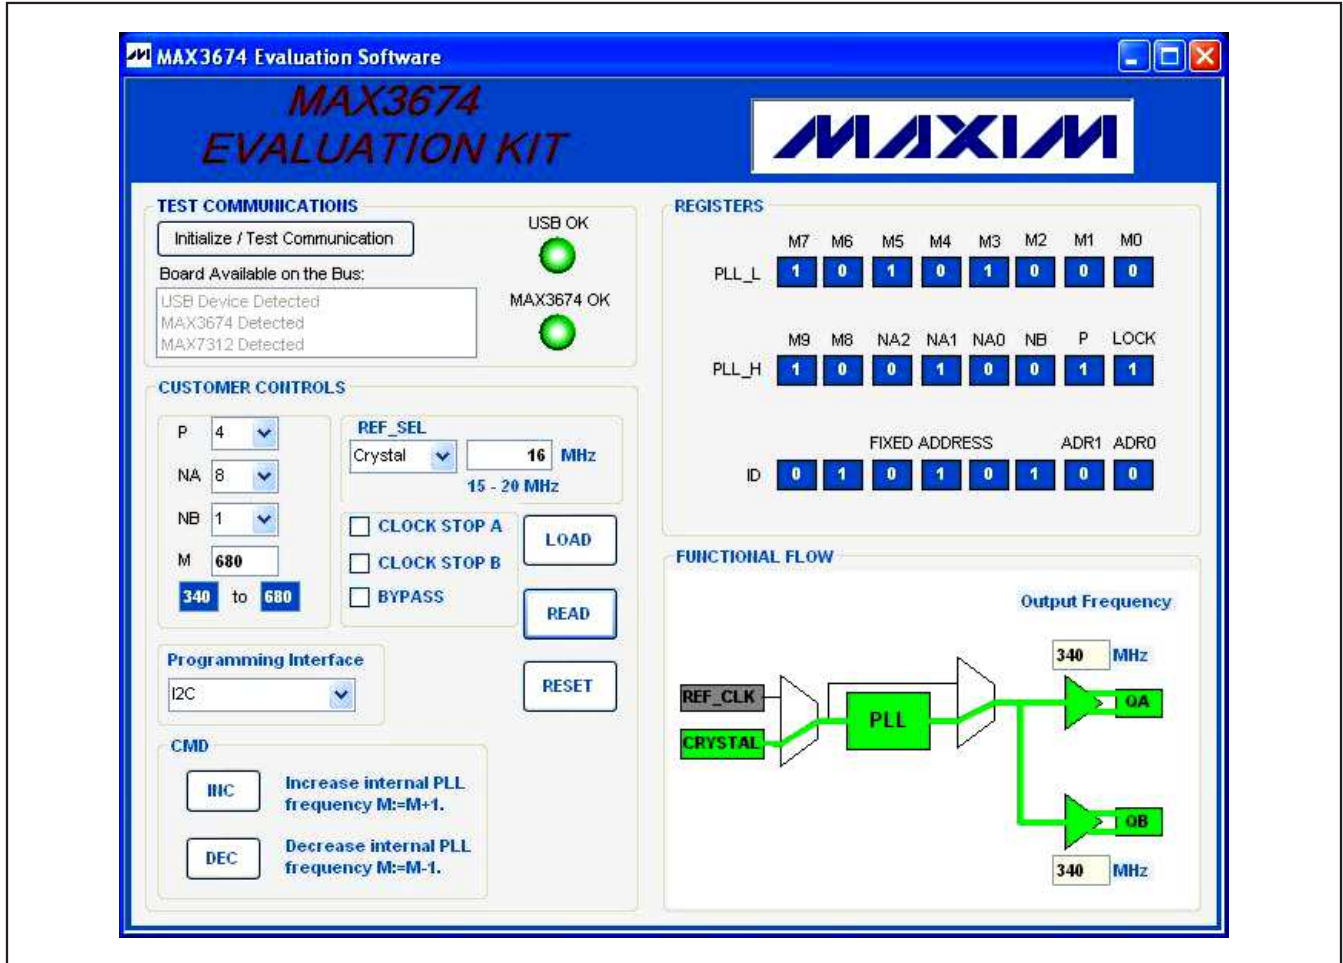 MAX3674 Evaluation Software
MAX3674
EVALUATION KIT
MAXIM
TEST COMMUNICATIONS
Initialize / Test Communication
USB OK
Board Available on the Bus:
USB Device Detected
MAX3674 Detected
MAX7312 Detected
MAX3674 OK
CUSTOMER CONTROLS
P 4
NA 8
NB 1
M 680
340 to 680
REF_SEL
Crystal 16 MHz
15 - 20 MHz
CLOCK STOP A
CLOCK STOP B
BYPASS
LOAD
READ
RESET
Programming Interface
I2C
CMD
INC Increase internal PLL
frequency M:=M+1.
DEC Decrease internal PLL
frequency M:=M-1.
REGISTERS
M7 M6 M5 M4 M3 M2 M1 M0
PLL_L 1 0 1 0 1 0 0 0
M9 M8 NA2 NA1 NA0 NB P LOCK
PLL_H 1 0 0 1 0 0 1 1
FIXED ADDRESS ADR1 ADR0
ID 0 1 0 1 0 1 0 0
FUNCTIONAL FLOW
Output Frequency
340 MHz
REF_CLK
CRYSTAL
PLL
QA
QB
340 MHz